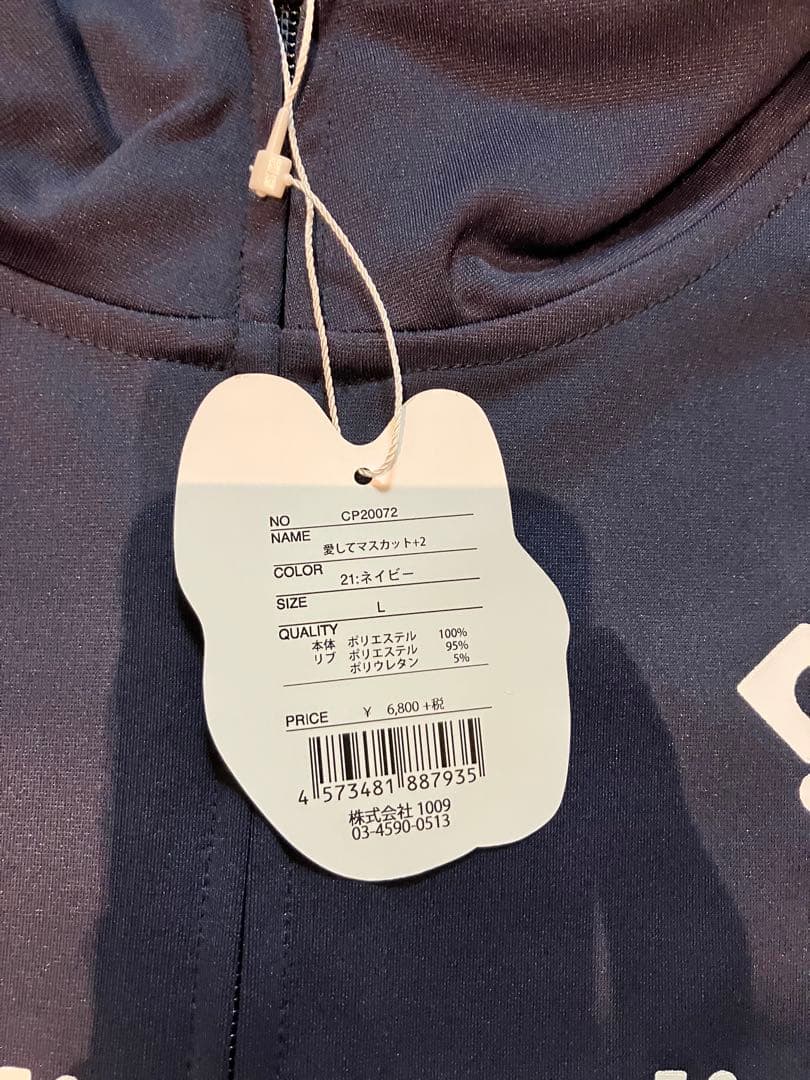 NO CP20072
NAME
愛してマスカット+2
COLOR 21:ネイビー
SIZE L
QUALITY
本体 ポリエステル 100%
リブ ポリエステル 95%
ポリウレタン 5%
PRICE ¥ 6,800 +税
4 573481 887935
株式会社 1009
03-4590-0513